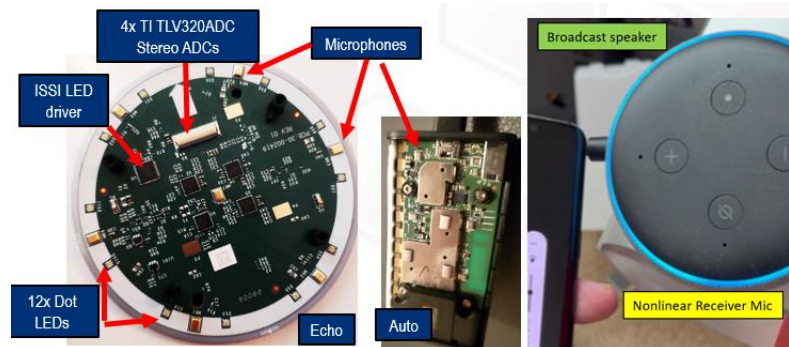 4x TI TLV320ADC
Stereo ADCs
Microphones
Broadcast speaker
ISSI LED
driver
12x Dot
LEDs
Echo
Auto
Nonlinear Receiver Mic